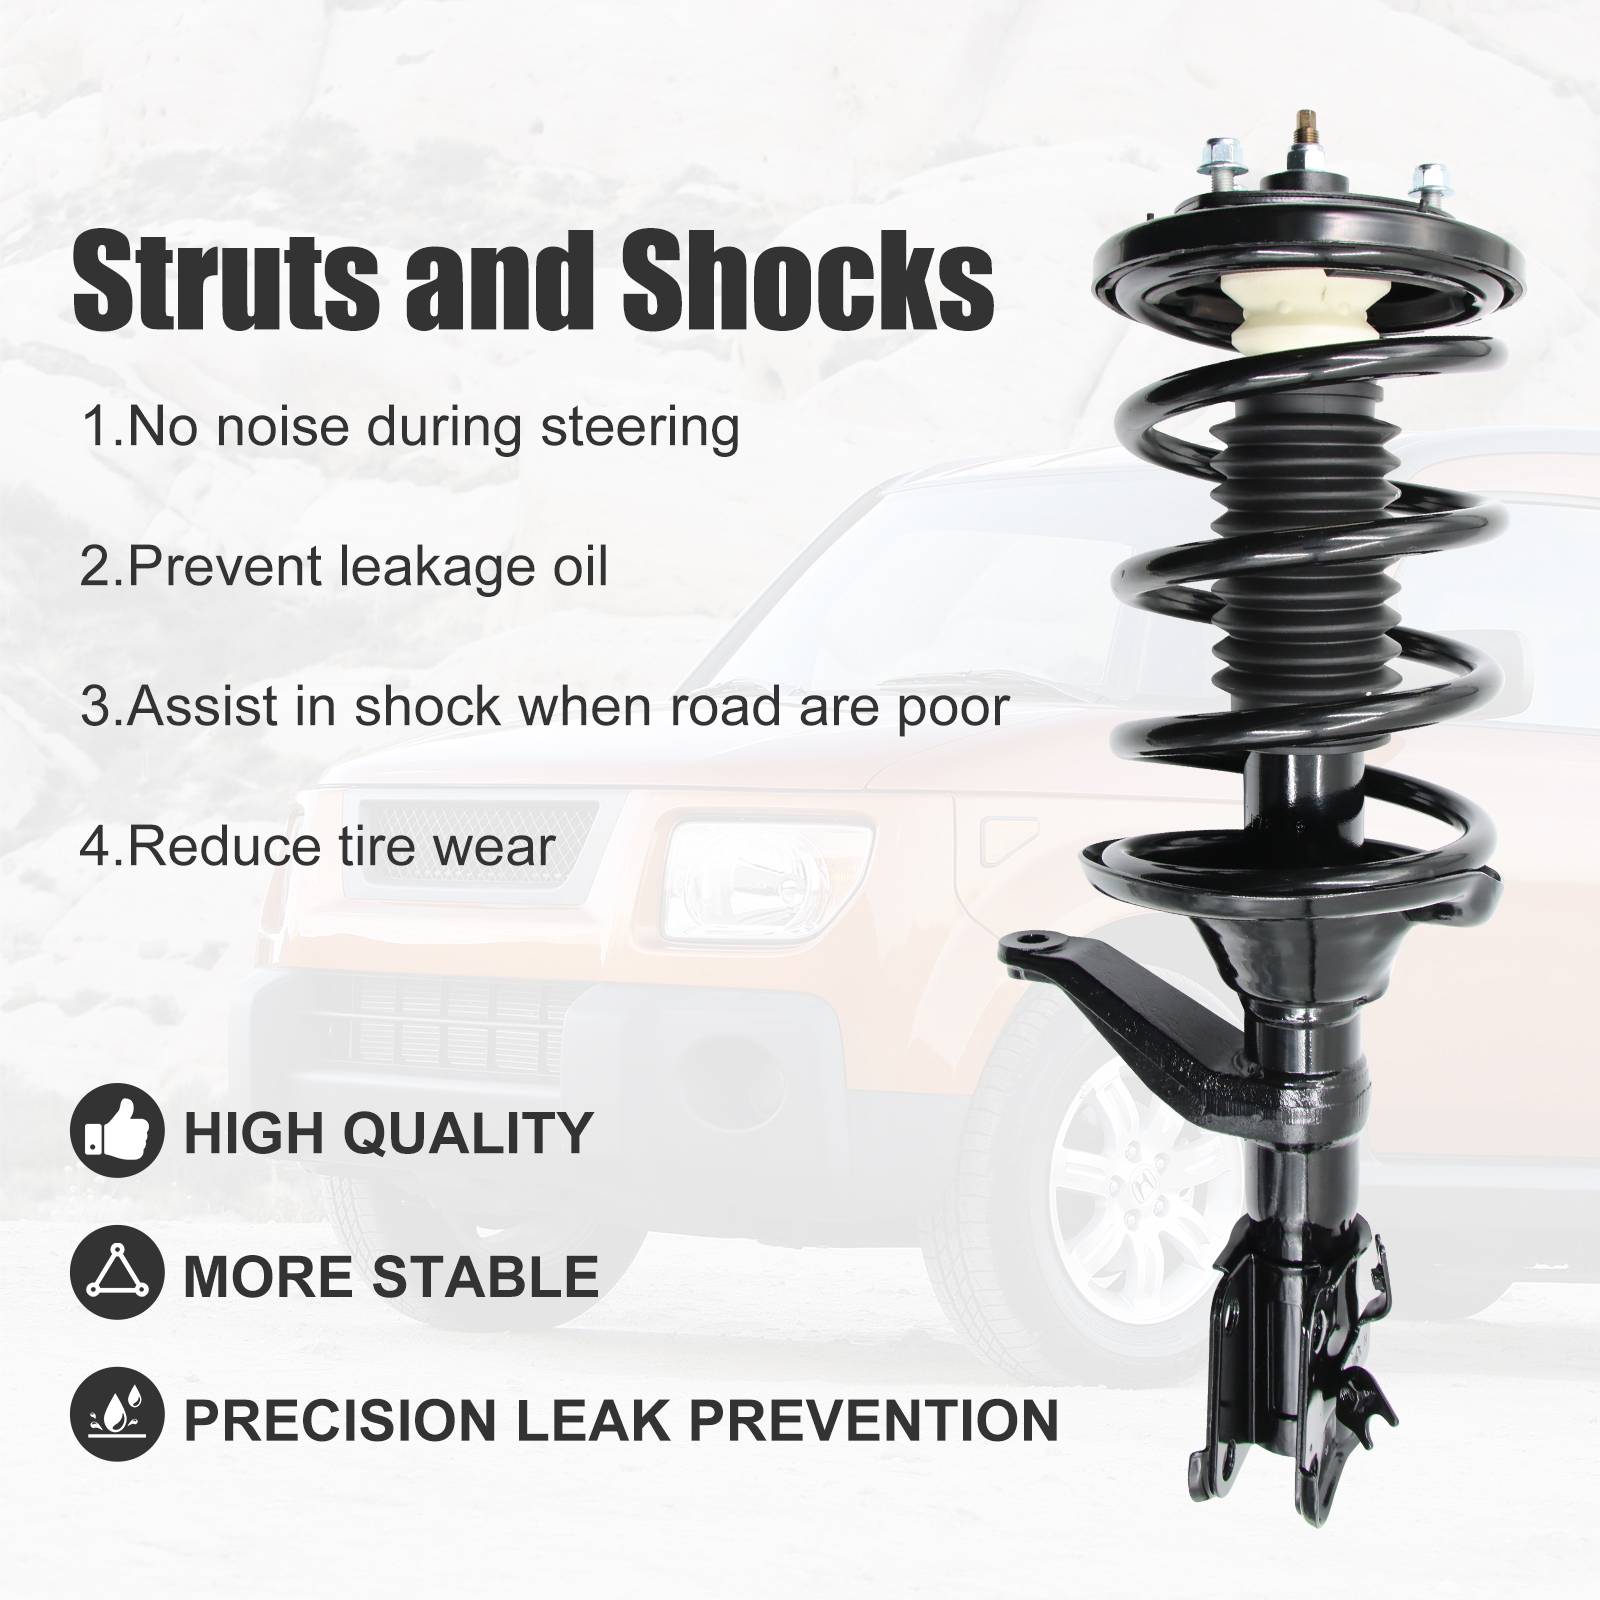 Struts and Shocks
1.No noise during steering
2.Prevent leakage oil
3.Assist in shock when road are poor
4.Reduce tire wear
HIGH QUALITY
MORE STABLE
PRECISION LEAK PREVENTION